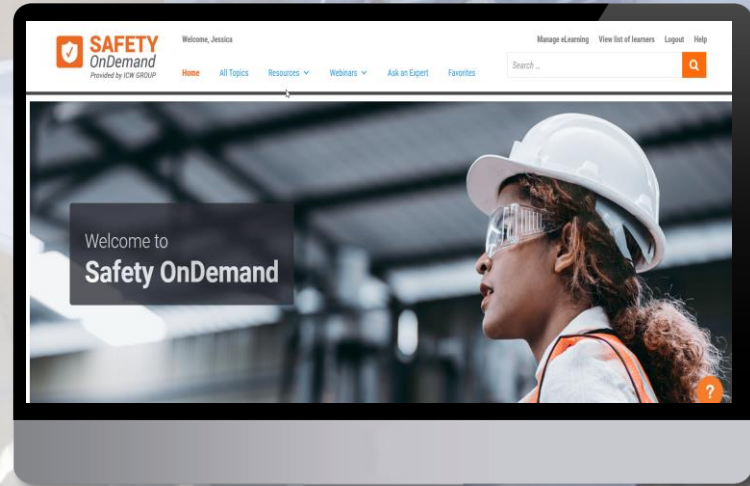 SAFETY
OnDemand
Provided by ICW GROUP
Welcome, Jessica
Manage eLearning View list of learners Logout Help
Home All Topics Resources Webinars Ask an Expert Favorites
Search ...
Welcome to
Safety OnDemand
?